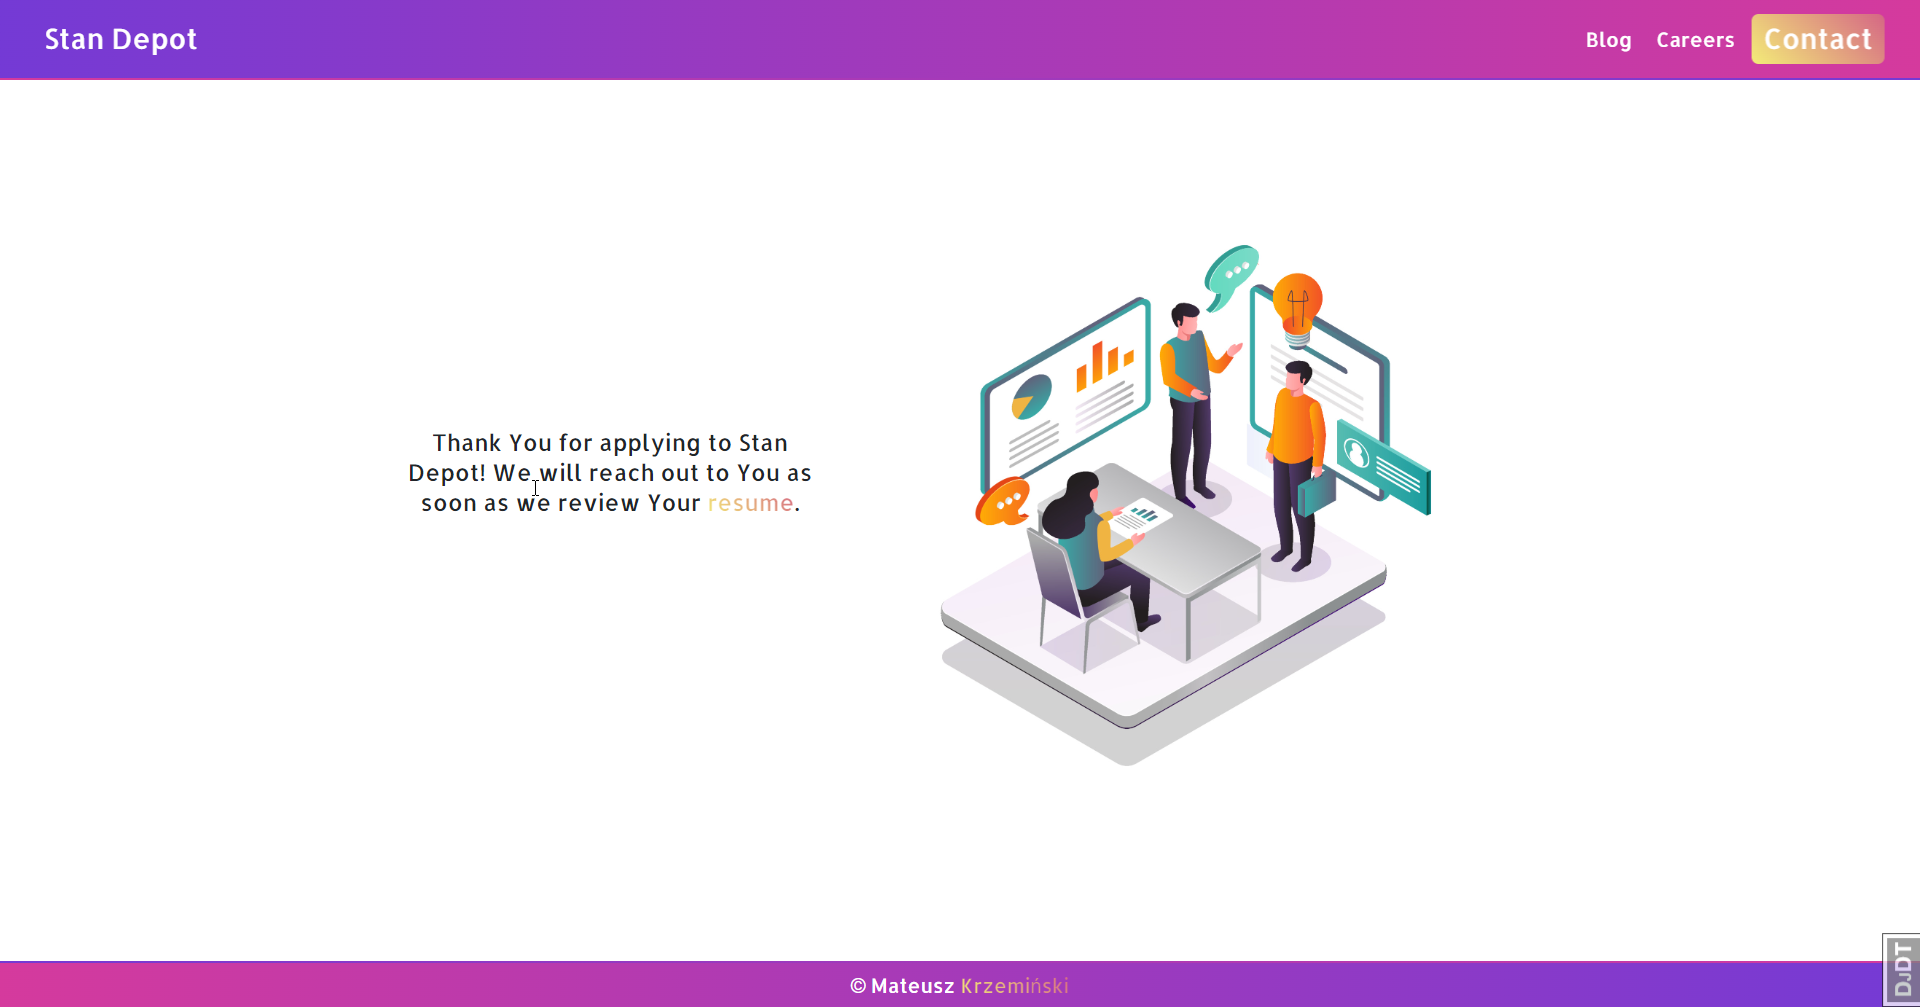 Stan Depot
Blog Careers Contact
Thank You for applying to Stan
Depot! We will reach out to You as
soon as we review Your resume.
© Mateusz Krzemiński
DJDT